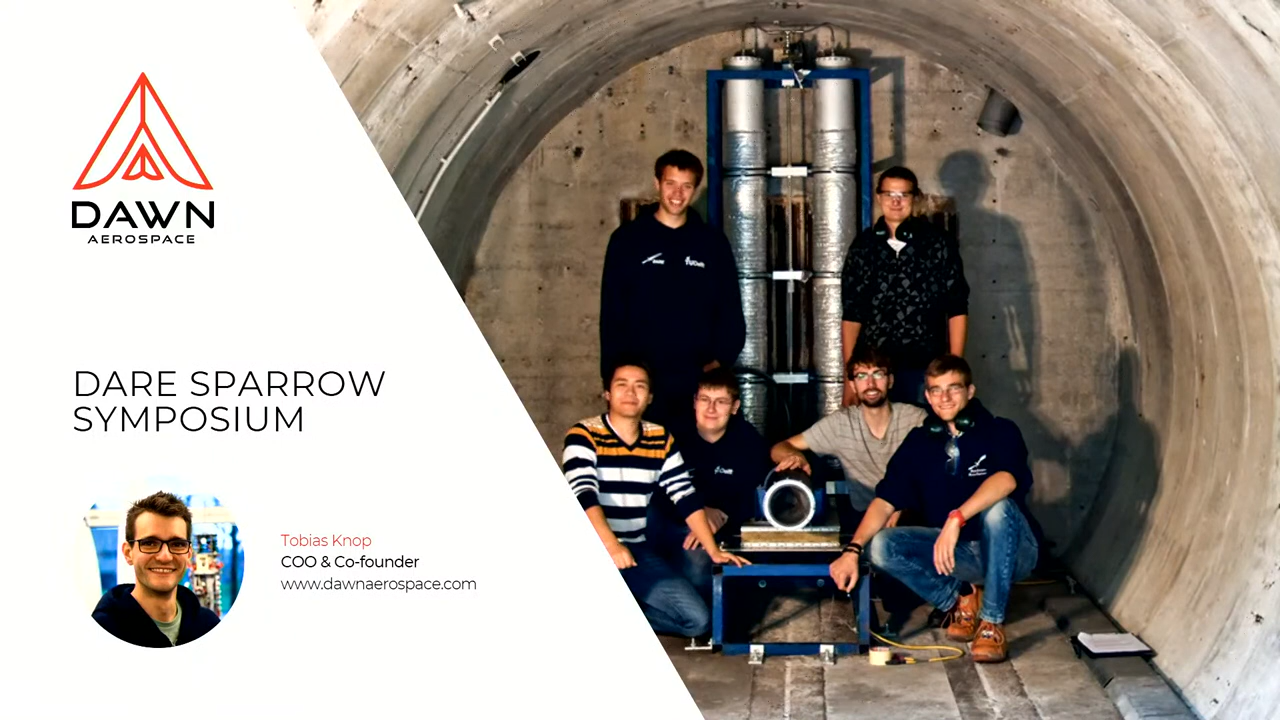 DAWN
AEROSPACE
DARE SPARROW
SYMPOSIUM
Tobias Knop
COO & Co-founder
www.dawnaerospace.com